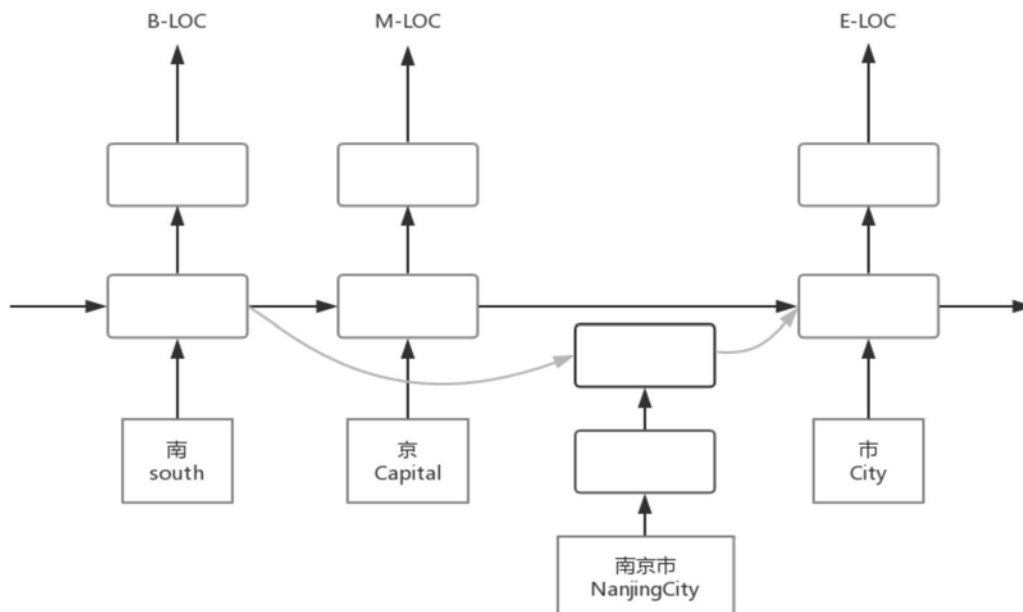 B-LOC
M-LOC
E-LOC
南
south
京
Capital
市
City
南京市
NanjingCity